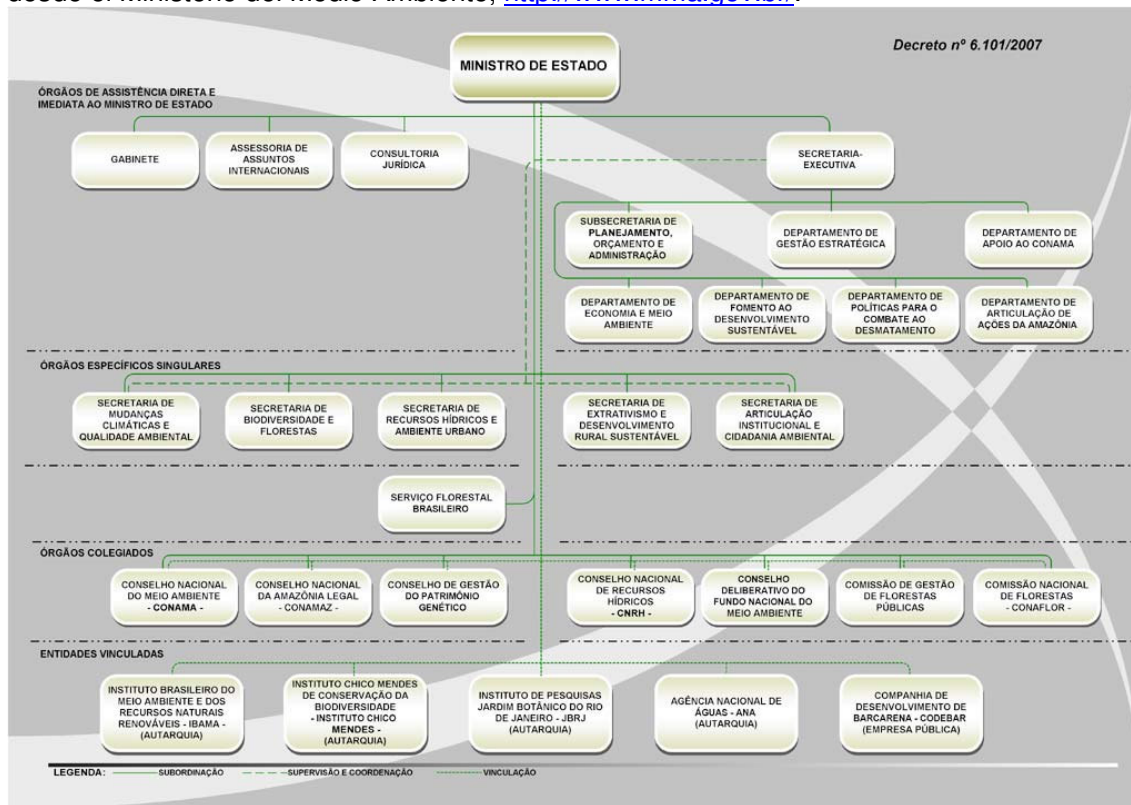 desde el Ministerio del Medio Ambiente,
Decreto nº 6.101/2007
MINISTRO DE ESTADO
ÓRGÃOS DE ASSISTÊNCIA DIRETA E
IMEDIATA AO MINISTRO DE ESTADO
GABINETE
ASSESSORIA DE
ASSUNTOS
INTERNACIONAIS
CONSULTORIA
JURÍDICA
SECRETARIA-
EXECUTIVA
SUBSECRETARIA DE
PLANEJAMENTO,
ORÇAMENTO E
ADMINISTRAÇÃO
DEPARTAMENTO DE
GESTÃO ESTRATÉGICA
DEPARTAMENTO DE
APOIO AO CONAMA
DEPARTAMENTO DE
ECONOMIA E MEIO
AMBIENTE
DEPARTAMENTO DE
FOMENTO AO
DESENVOLVIMENTO
SUSTENTÁVEL
DEPARTAMENTO DE
POLÍTICAS PARA O
COMBATE AO
DESMATAMENTO
DEPARTAMENTO DE
ARTICULAÇÃO DE
AÇÕES DA AMAZÔNIA
ÓRGÃOS ESPECÍFICOS SINGULARES
SECRETARIA DE
MUDANÇAS
CLIMÁTICAS E
QUALIDADE AMBIENTAL
SECRETARIA DE
BIODIVERSIDADE E
FLORESTAS
SECRETARIA DE
RECURSOS HÍDRICOS E
AMBIENTE URBANO
SECRETARIA DE
EXTRATIVISMO E
DESENVOLVIMENTO
RURAL SUSTENTÁVEL
SECRETARIA DE
ARTICULAÇÃO
INSTITUCIONAL E
CIDADANIA AMBIENTAL
SERVIÇO FLORESTAL
BRASILEIRO
ÓRGÃOS COLEGIADOS
CONSELHO NACIONAL
DO MEIO AMBIENTE
- CONAMA -
CONSELHO NACIONAL
DA AMAZÔNIA LEGAL
- CONAMAZ -
CONSELHO DE GESTÃO
DO PATRIMÔNIO
GENÉTICO
CONSELHO NACIONAL
DE RECURSOS
HÍDRICOS
- CNRH -
CONSELHO
DELIBERATIVO DO
FUNDO NACIONAL DO
MEIO AMBIENTE
COMISSÃO DE GESTÃO
DE FLORESTAS
PÚBLICAS
COMISSÃO NACIONAL
DE FLORESTAS
- CONAFLOR -
ENTIDADES VINCULADAS
INSTITUTO BRASILEIRO DO
MEIO AMBIENTE E DOS
RECURSOS NATURAIS
RENOVÁVEIS - IBAMA -
(AUTARQUIA)
INSTITUTO CHICO MENDES
DE CONSERVAÇÃO DA
BIODIVERSIDADE
- INSTITUTO CHICO
MENDES -
(AUTARQUIA)
INSTITUTO DE PESQUISAS
JARDIM BOTÂNICO DO RIO
DE JANEIRO - JBRJ
(AUTARQUIA)
AGÊNCIA NACIONAL DE
ÁGUAS - ANA
(AUTARQUIA)
COMPANHIA DE
DESENVOLVIMENTO DE
BARCARENA - CODEBAR
(EMPRESA PÚBLICA)
LEGENDA: SUBORDINAÇÃO SUPERVISÃO E COORDENAÇÃO VINCULAÇÃO